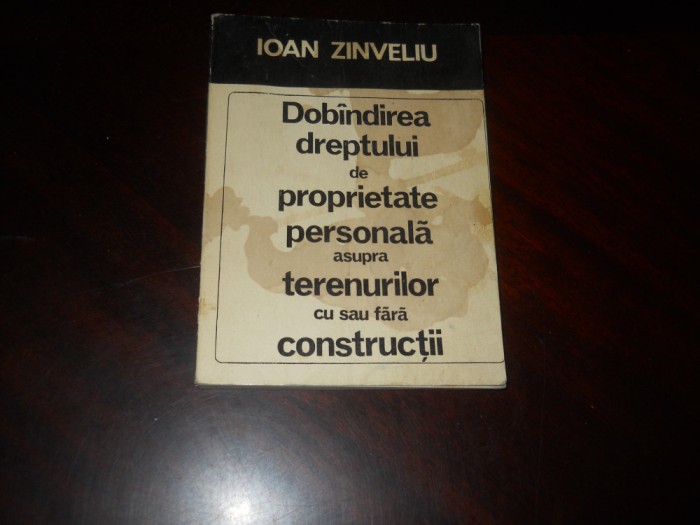 IOAN ZINVELIU
Dobîndirea
dreptului
de
proprietate
personală
asupra
terenurilor
cu sau fără
construcții